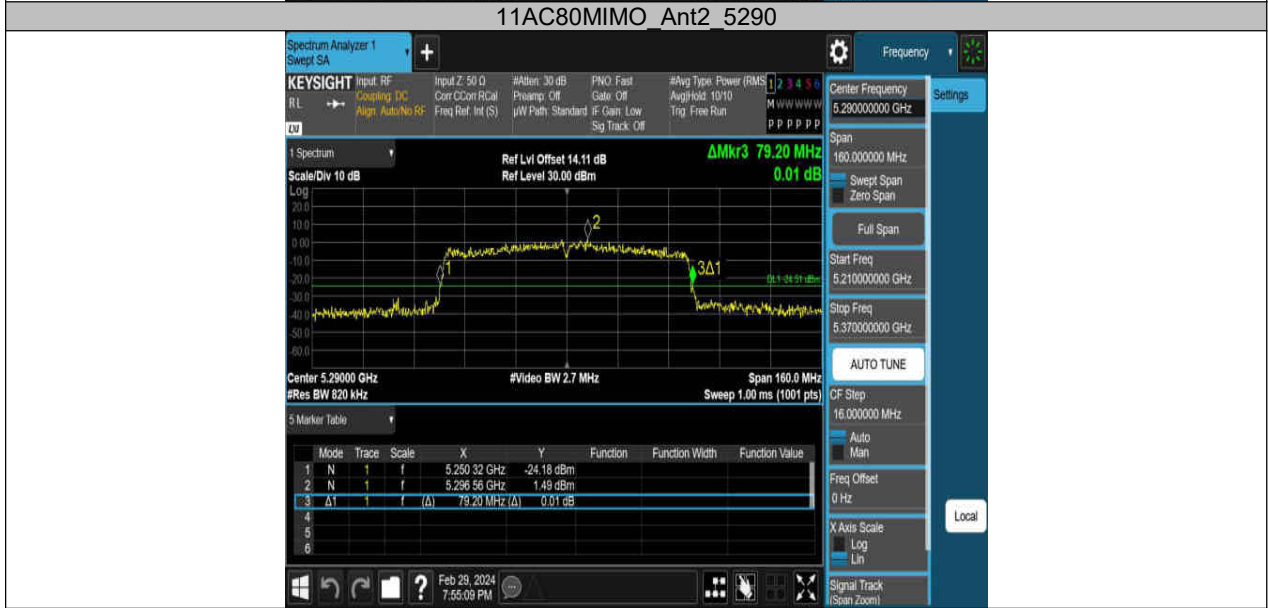 11AC80MIMO_Ant2_5290
Spectrum Analyzer 1
Swept SA
+
Frequency
KEYSIGHT
RL
Input: RF
Coupling: DC
Align: Auto/No RF
Input Z: 50 Ω
Corr CCorr RCal
Freq Ref: Int (S)
#Atten: 30 dB
Preamp: Off
µW Path: Standard
PNO: Fast
Gate: Off
IF Gain: Low
Sig Track: Off
#Avg Type: Power (RMS
Avg|Hold: 10/10
Trig: Free Run
1 2 3 4 5 6
M W W W W W
P P P P P P
Center Frequency
5.290000000 GHz
Settings
Span
160.000000 MHz
Swept Span
Zero Span
Full Span
Start Freq
5.210000000 GHz
Stop Freq
5.370000000 GHz
AUTO TUNE
CF Step
16.000000 MHz
Auto
Man
Freq Offset
0 Hz
X Axis Scale
Log
Lin
Signal Track
(Span Zoom)
Local
1 Spectrum
Scale/Div 10 dB
Ref Lvl Offset 14.11 dB
Ref Level 30.00 dBm
ΔMkr3 79.20 MHz
0.01 dB
Log
20.0
10.0
0.00
-10.0
-20.0
-30.0
-40.0
-50.0
-60.0
1
2
3Δ1
DL1 -24.51 dBm
Center 5.29000 GHz
#Video BW 2.7 MHz
Span 160.0 MHz
#Res BW 820 kHz
Sweep 1.00 ms (1001 pts)
5 Marker Table
Mode Trace Scale X Y Function Function Width Function Value
1 N 1 f 5.250 32 GHz -24.18 dBm
2 N 1 f 5.296 56 GHz 1.49 dBm
3 Δ1 1 f (Δ) 79.20 MHz (Δ) 0.01 dB
4
5
6
?
Feb 29, 2024
7:55:09 PM